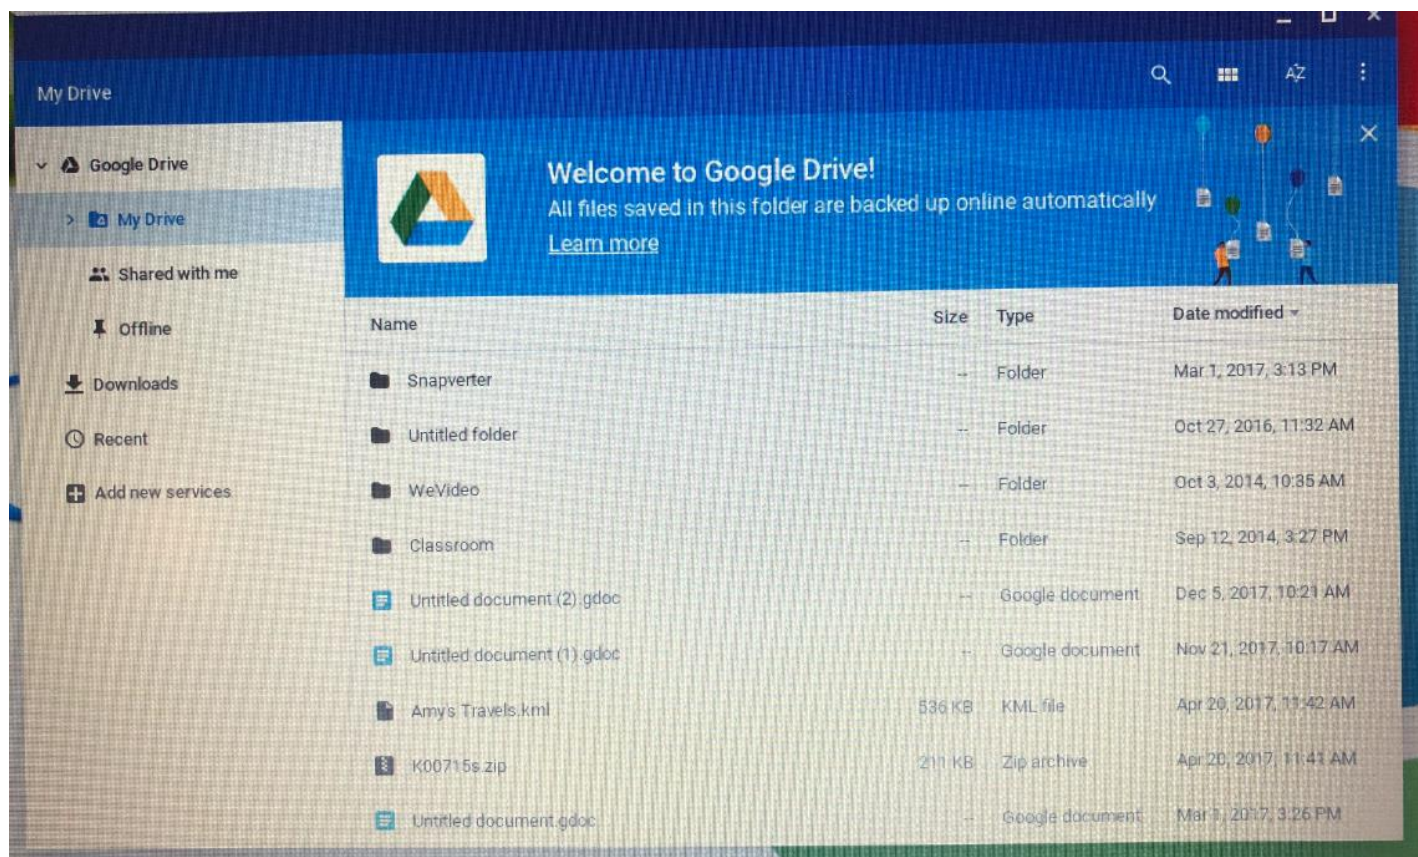 My Drive
AZ
Google Drive
My Drive
Shared with me
Offline
Downloads
Recent
Add new services
Welcome to Google Drive!
All files saved in this folder are backed up online automatically
Learn more
Name Size Type Date modified
Snapverter -- Folder Mar 1, 2017, 3:13 PM
Untitled folder -- Folder Oct 27, 2016, 11:32 AM
WeVideo -- Folder Oct 3, 2014, 10:35 AM
Classroom -- Folder Sep 12, 2014, 3:27 PM
Untitled document (2).gdoc -- Google document Dec 5, 2017, 10:21 AM
Untitled document (1).gdoc -- Google document Nov 21, 2017, 10:17 AM
Amy's Travels.kml 536 KB KML file Apr 20, 2017, 11:42 AM
K00715s.zip 211 KB Zip archive Apr 20, 2017, 11:41 AM
Untitled document.gdoc -- Google document Mar 1, 2017, 3:26 PM